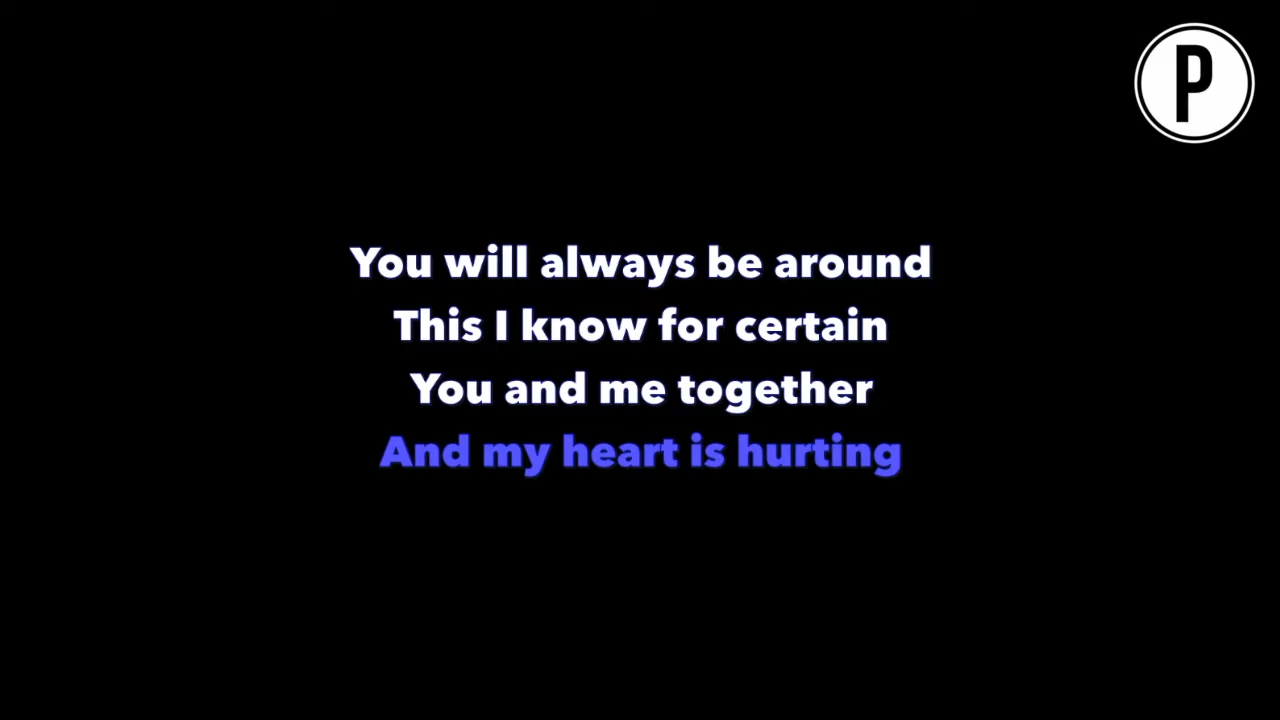 P
You will always be around
This I know for certain
You and me together
And my heart is hurting